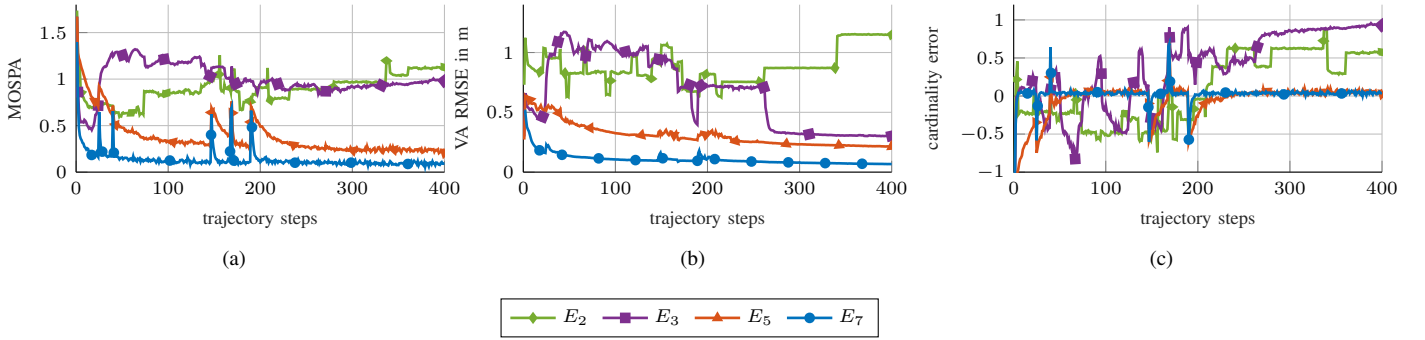 MOSPA
1.5
1
0.5
0
0 100 200 300 400
trajectory steps
(a)
VA RMSE in m
1
0.5
0
0 100 200 300 400
trajectory steps
(b)
cardinality error
1
0.5
0
−0.5
−1
0 100 200 300 400
trajectory steps
(c)
E₂ E₃ E₅ E₇